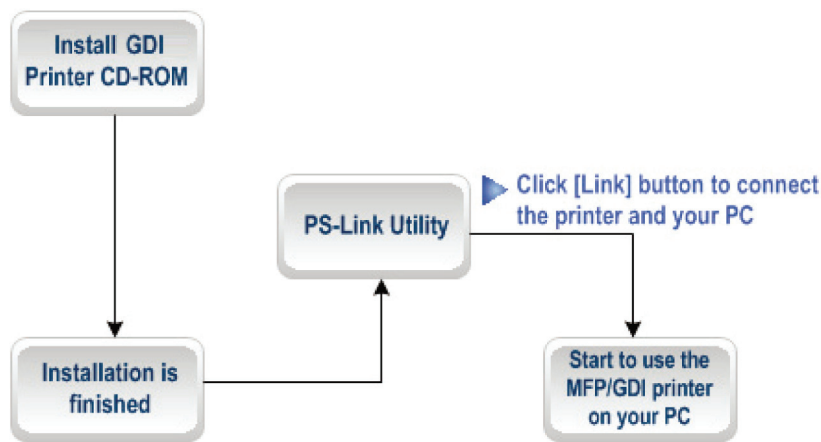 Install GDI
Printer CD-ROM
PS-Link Utility
Click [Link] button to connect
the printer and your PC
Installation is
finished
Start to use the
MFP/GDI printer
on your PC